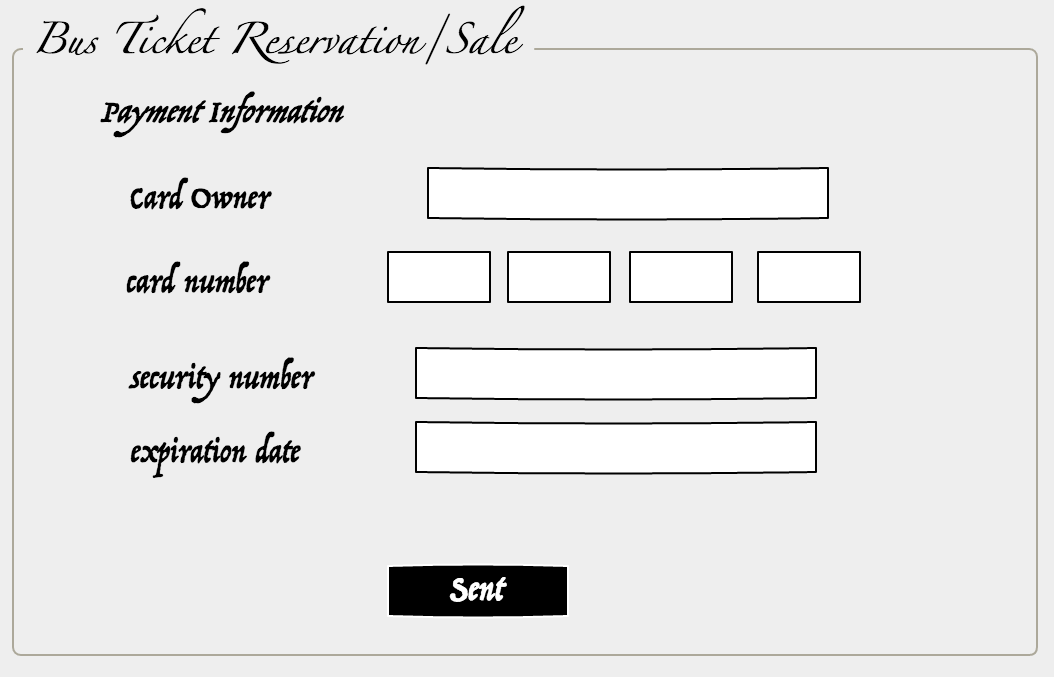 Bus Ticket Reservation/Sale
Payment Information
Card Owner
card number
security number
expiration date
Sent